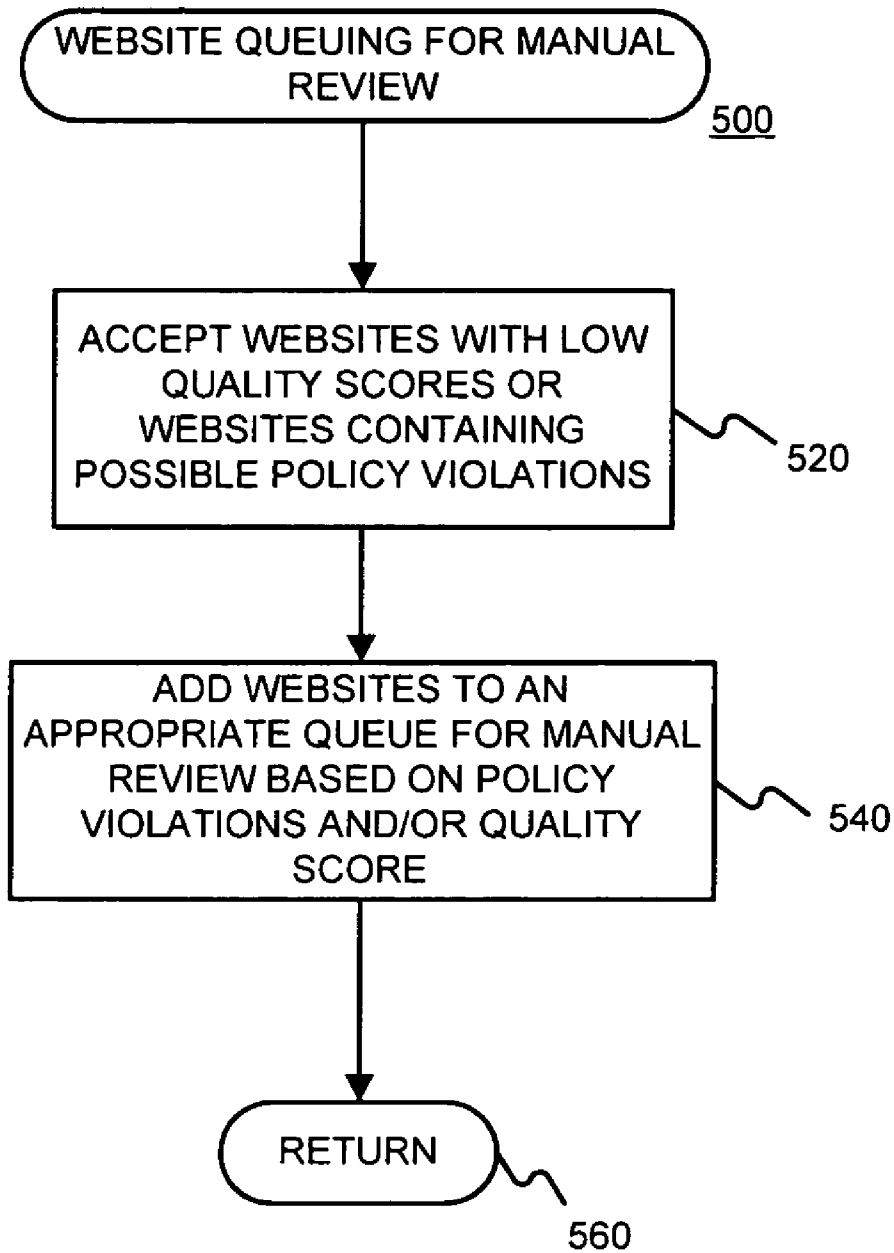 WEBSITE QUEUING FOR MANUAL
REVIEW
500
ACCEPT WEBSITES WITH LOW
QUALITY SCORES OR
WEBSITES CONTAINING
POSSIBLE POLICY VIOLATIONS
520
ADD WEBSITES TO AN
APPROPRIATE QUEUE FOR MANUAL
REVIEW BASED ON POLICY
VIOLATIONS AND/OR QUALITY
SCORE
540
RETURN
560